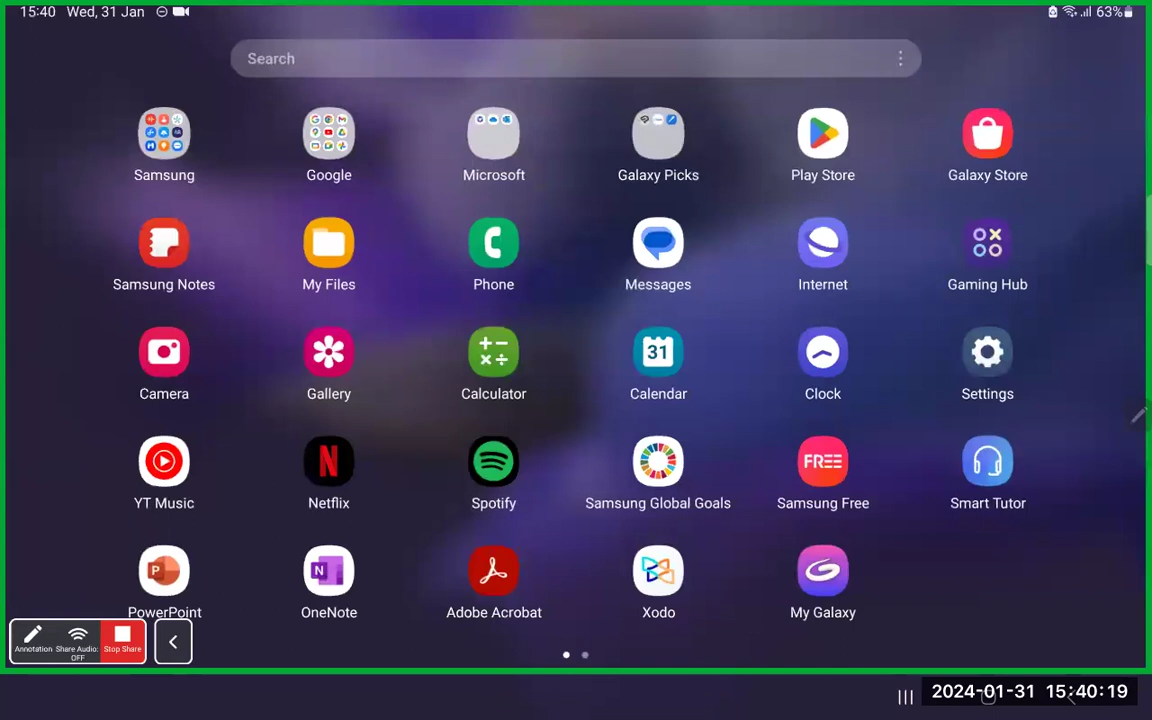 15:40 Wed, 31 Jan 63%
Search
Samsung Google Microsoft Galaxy Picks Play Store Galaxy Store
Samsung Notes My Files Phone Messages Internet Gaming Hub
31
Camera Gallery Calculator Calendar Clock Settings
N FREE
YT Music Netflix Spotify Samsung Global Goals Samsung Free Smart Tutor
P N
PowerPoint OneNote Adobe Acrobat Xodo My Galaxy
Annotation Share Audio: OFF Stop Share
2024-01-31 15:40:19